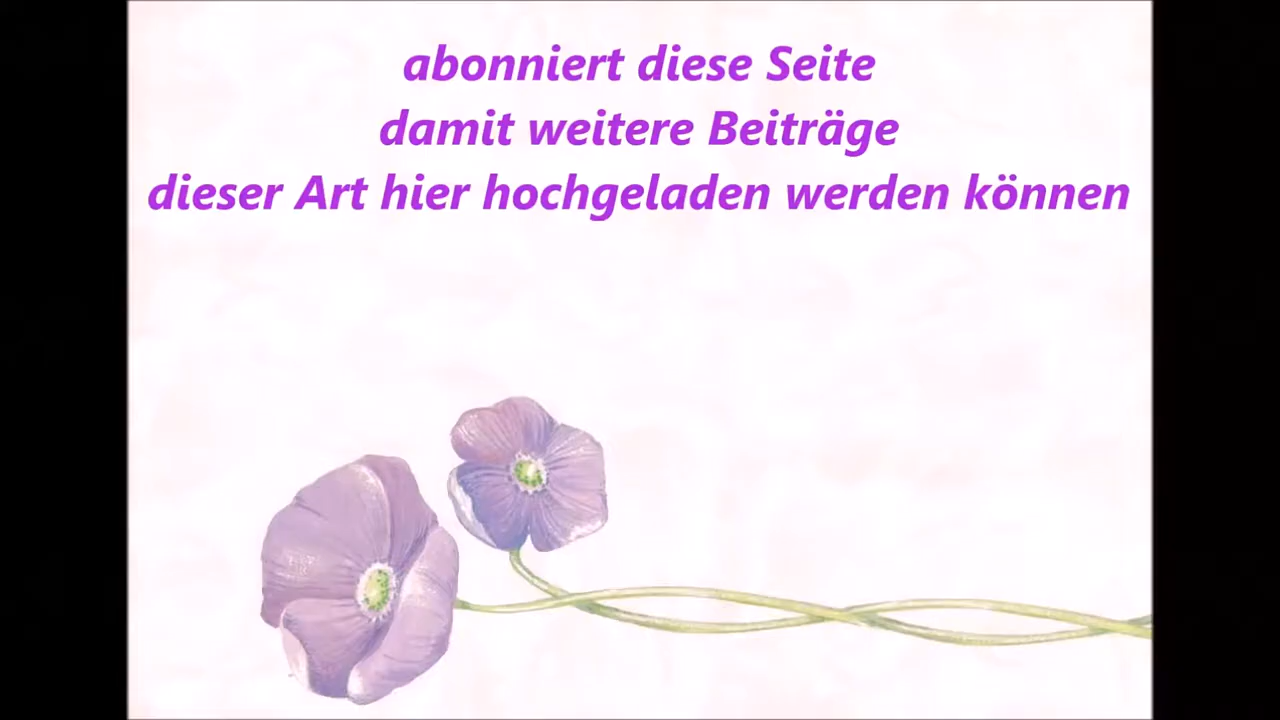 abonniert diese Seite
damit weitere Beiträge
dieser Art hier hochgeladen werden können